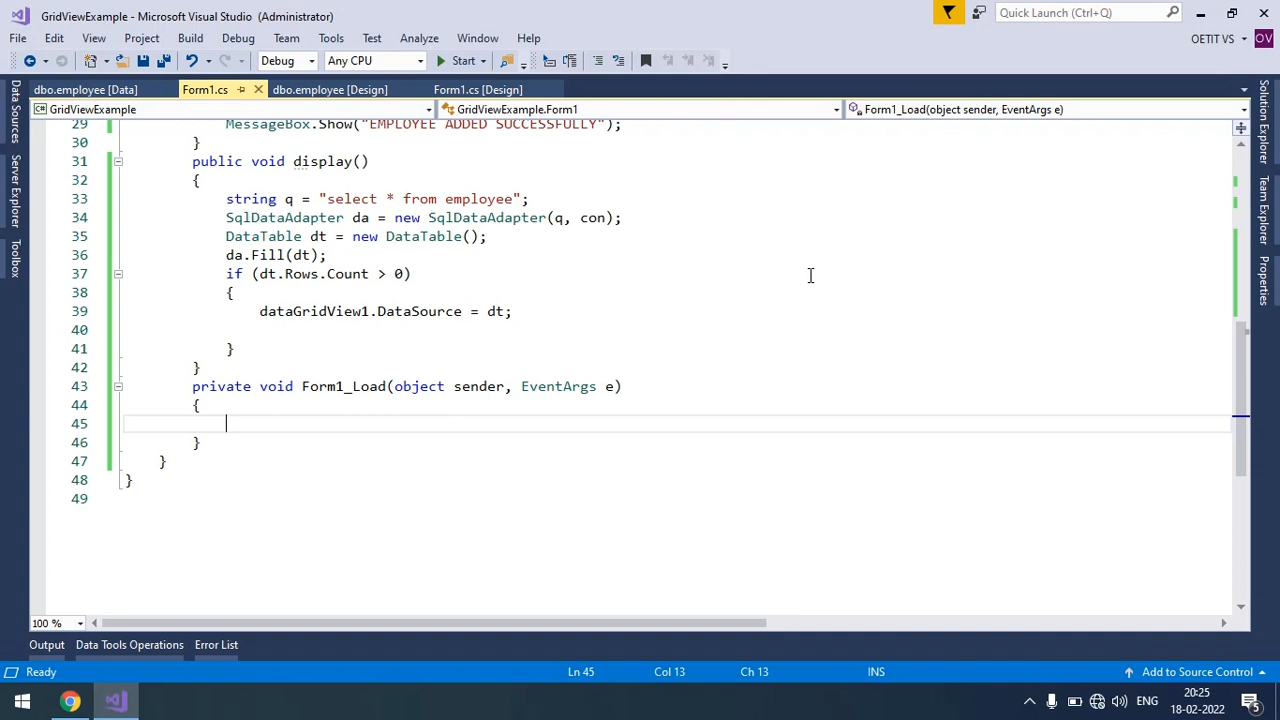 GridViewExample - Microsoft Visual Studio (Administrator)
Quick Launch (Ctrl+Q)
File Edit View Project Build Debug Team Tools Test Analyze Window Help
OETIT VS
OV
Debug
Any CPU
Start
dbo.employee [Data]
Form1.cs
dbo.employee [Design]
Form1.cs [Design]
GridViewExample
GridViewExample.Form1
Form1_Load(object sender, EventArgs e)
Data Sources
Server Explorer
Toolbox
29 MessageBox.Show("EMPLOYEE ADDED SUCCESSFULLY");
30 }
31 public void display()
32 {
33 string q = "select * from employee";
34 SqlDataAdapter da = new SqlDataAdapter(q, con);
35 DataTable dt = new DataTable();
36 da.Fill(dt);
37 if (dt.Rows.Count > 0)
38 {
39 dataGridView1.DataSource = dt;
40
41 }
42 }
43 private void Form1_Load(object sender, EventArgs e)
44 {
45
46 }
47 }
48 }
49
Solution Explorer
Team Explorer
Properties
100 %
Output
Data Tools Operations
Error List
Ready
Ln 45
Col 13
Ch 13
INS
Add to Source Control
ENG
20:25
18-02-2022
5